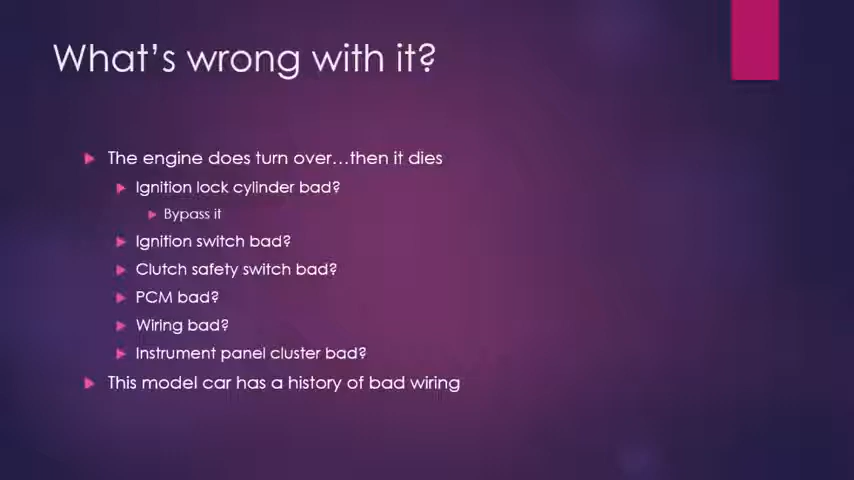 What's wrong with it?
The engine does turn over...then it dies
Ignition lock cylinder bad?
Bypass it
Ignition switch bad?
Clutch safety switch bad?
PCM bad?
Wiring bad?
Instrument panel cluster bad?
This model car has a history of bad wiring